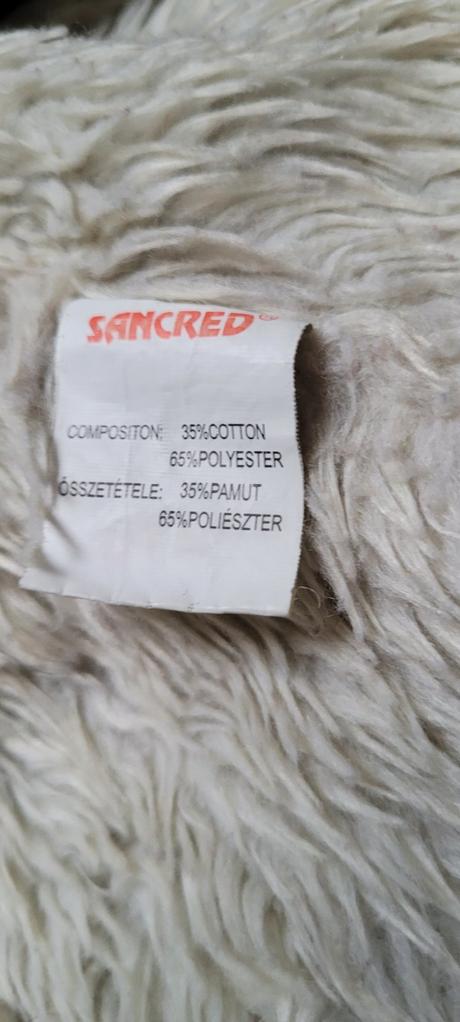 SANCRED®
COMPOSITON: 35%COTTON
65%POLYESTER
ÖSSZETÉTELE: 35%PAMUT
65%POLIÉSZTER